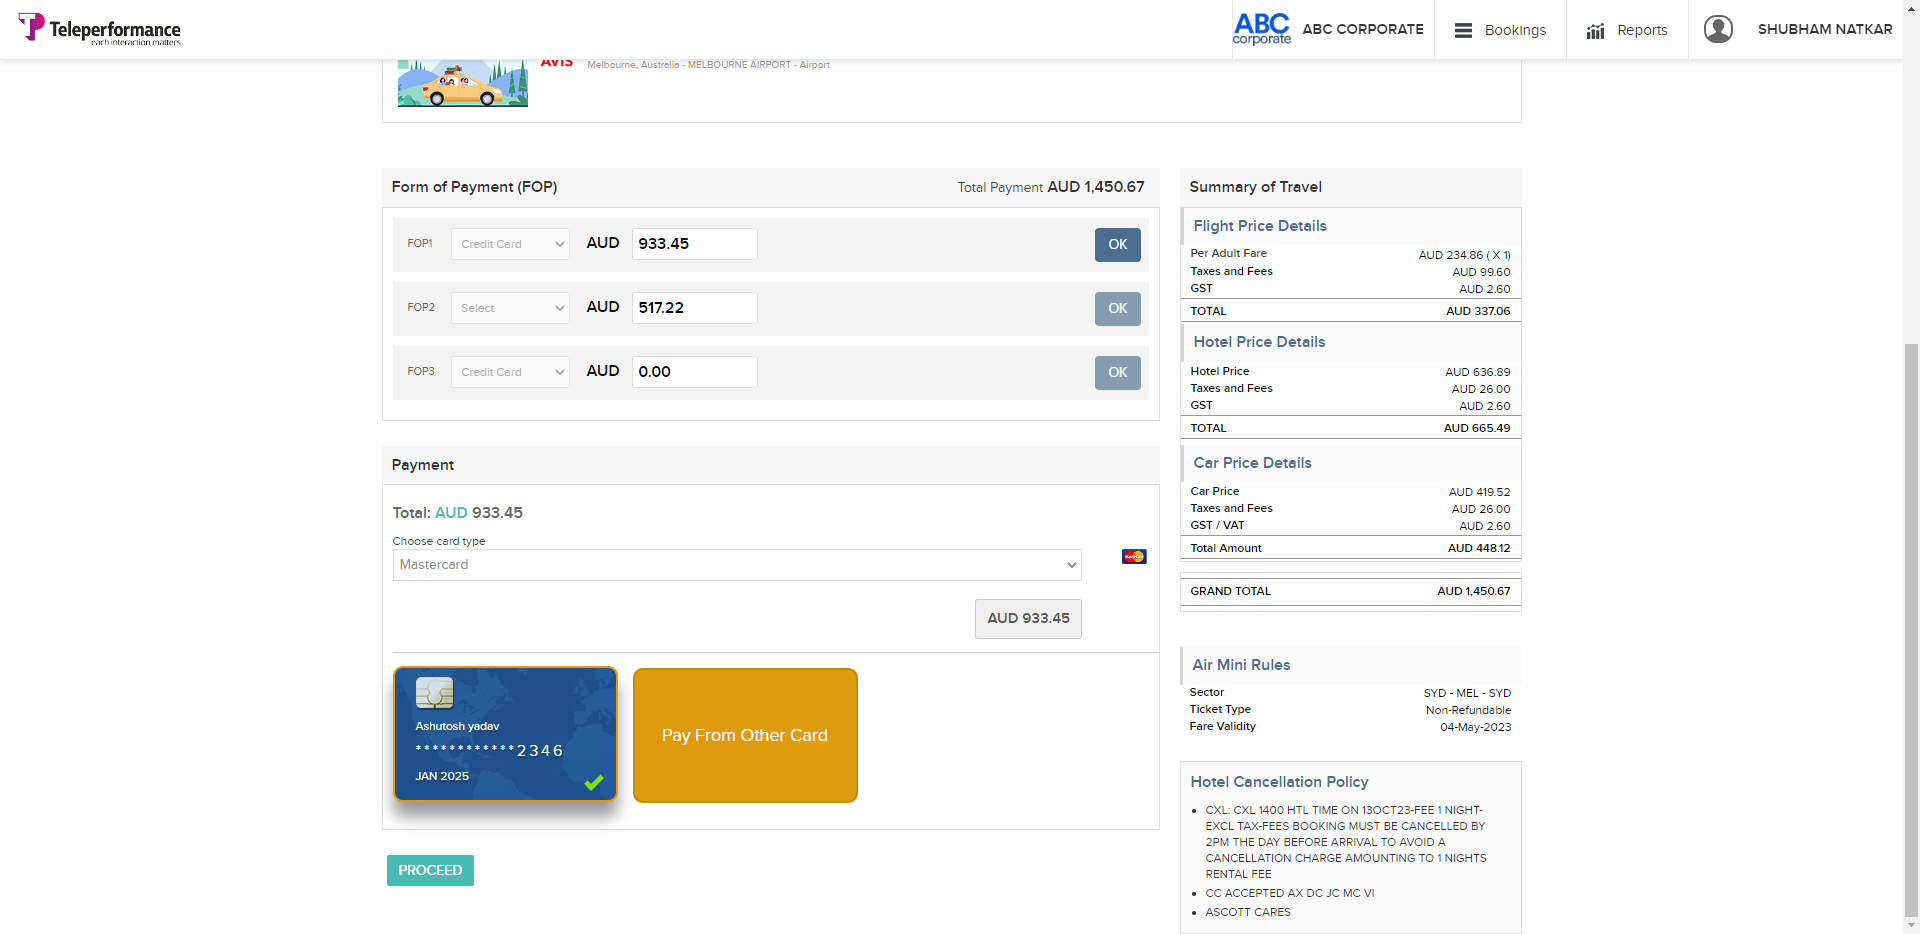 Teleperformance
each interaction matters
ABC
corporate
ABC CORPORATE
Bookings
Reports
SHUBHAM NATKAR
AVIS
Melbourne, Australia - MELBOURNE AIRPORT - Airport
Form of Payment (FOP)
Total Payment AUD 1,450.67
FOP1 Credit Card AUD 933.45 OK
FOP2 Select AUD 517.22 OK
FOP3 Credit Card AUD 0.00 OK
Payment
Total: AUD 933.45
Choose card type
Mastercard
AUD 933.45
Ashutosh yadav
************2346
JAN 2025
Pay From Other Card
PROCEED
Summary of Travel
Flight Price Details
Per Adult Fare AUD 234.86 ( X 1)
Taxes and Fees AUD 99.60
GST AUD 2.60
TOTAL AUD 337.06
Hotel Price Details
Hotel Price AUD 636.89
Taxes and Fees AUD 26.00
GST AUD 2.60
TOTAL AUD 665.49
Car Price Details
Car Price AUD 419.52
Taxes and Fees AUD 26.00
GST / VAT AUD 2.60
Total Amount AUD 448.12
GRAND TOTAL AUD 1,450.67
Air Mini Rules
Sector SYD - MEL - SYD
Ticket Type Non-Refundable
Fare Validity 04-May-2023
Hotel Cancellation Policy
• CXL: CXL 1400 HTL TIME ON 13OCT23-FEE 1 NIGHT-
EXCL TAX-FEES BOOKING MUST BE CANCELLED BY
2PM THE DAY BEFORE ARRIVAL TO AVOID A
CANCELLATION CHARGE AMOUNTING TO 1 NIGHTS
RENTAL FEE
• CC ACCEPTED AX DC JC MC VI
• ASCOTT CARES